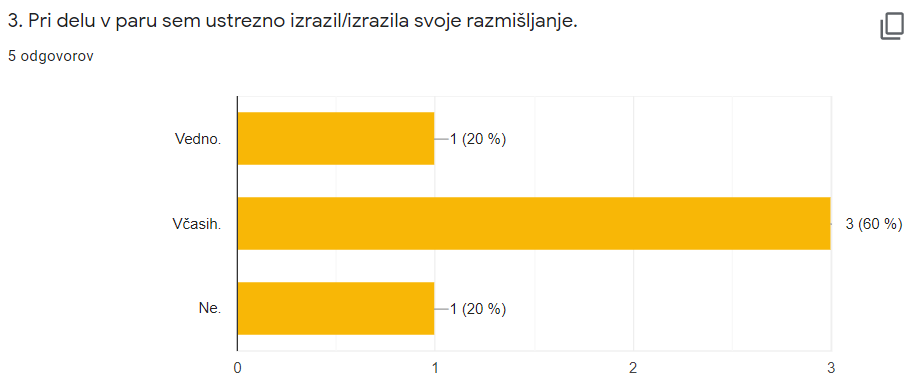 3. Pri delu v paru sem ustrezno izrazil/izrazila svoje razmišljanje.
5 odgovorov
Vedno.
1 (20 %)
Včasih.
3 (60 %)
Ne.
1 (20 %)
0 1 2 3